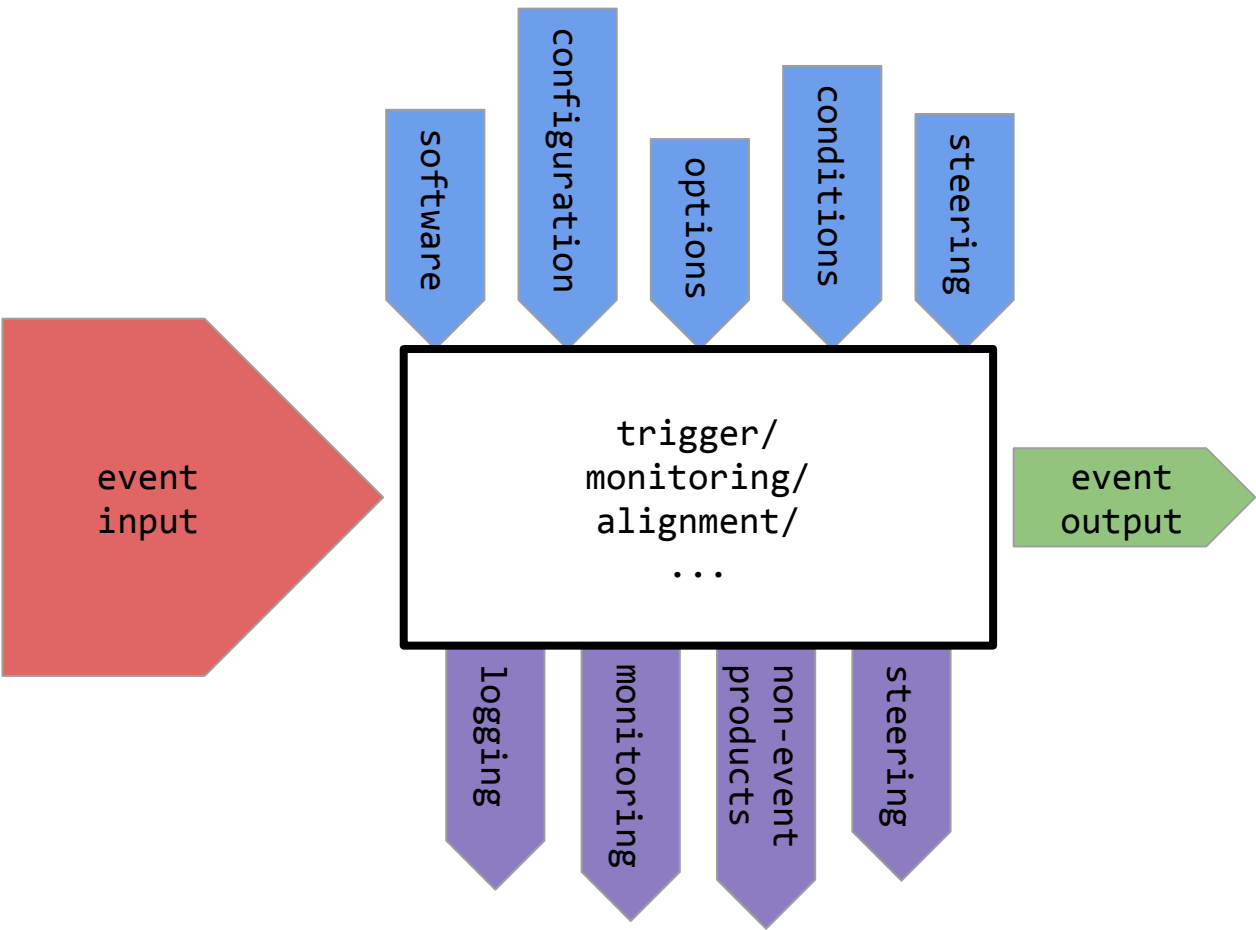 software
configuration
options
conditions
steering
event
input
trigger/
monitoring/
alignment/
...
event
output
logging
monitoring
non-event
products
steering